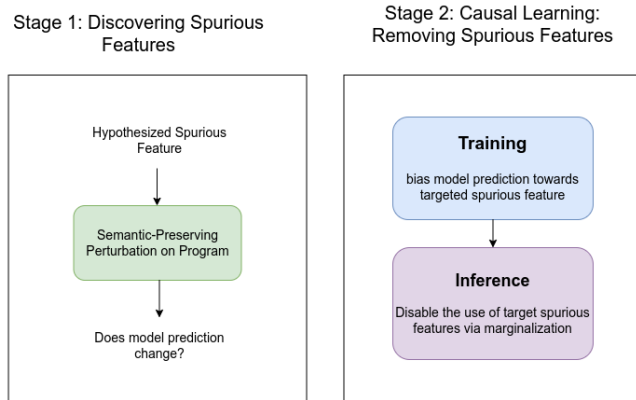 Stage 1: Discovering Spurious
Features
Hypothesized Spurious
Feature
Semantic-Preserving
Perturbation on Program
Does model prediction
change?
Stage 2: Causal Learning:
Removing Spurious Features
Training
bias model prediction towards
targeted spurious feature
Inference
Disable the use of target spurious
features via marginalization